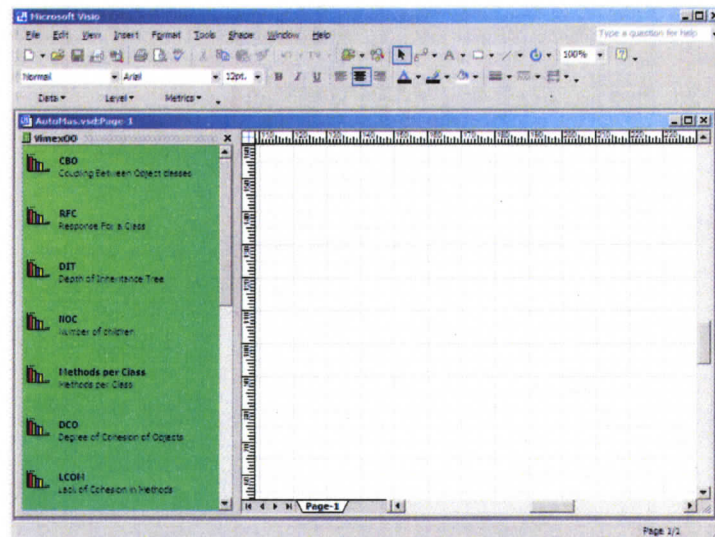 Microsoft Visio
File Edit View Insert Format Tools Shape Window Help
Type a question for help
100%
Normal Arial 12pt. B I U
Data Level Metrics
AutoMas.vsd:Page-1
Vimex00
CBO
Coupling Between Object classes
RFC
Response For a Class
DIT
Depth of Inheritance Tree
NOC
Number of children
Methods per Class
Methods per Class
DCO
Degree of Cohesion of Objects
LCOM
Lack of Cohesion in Methods
Page-1
Page 1/1